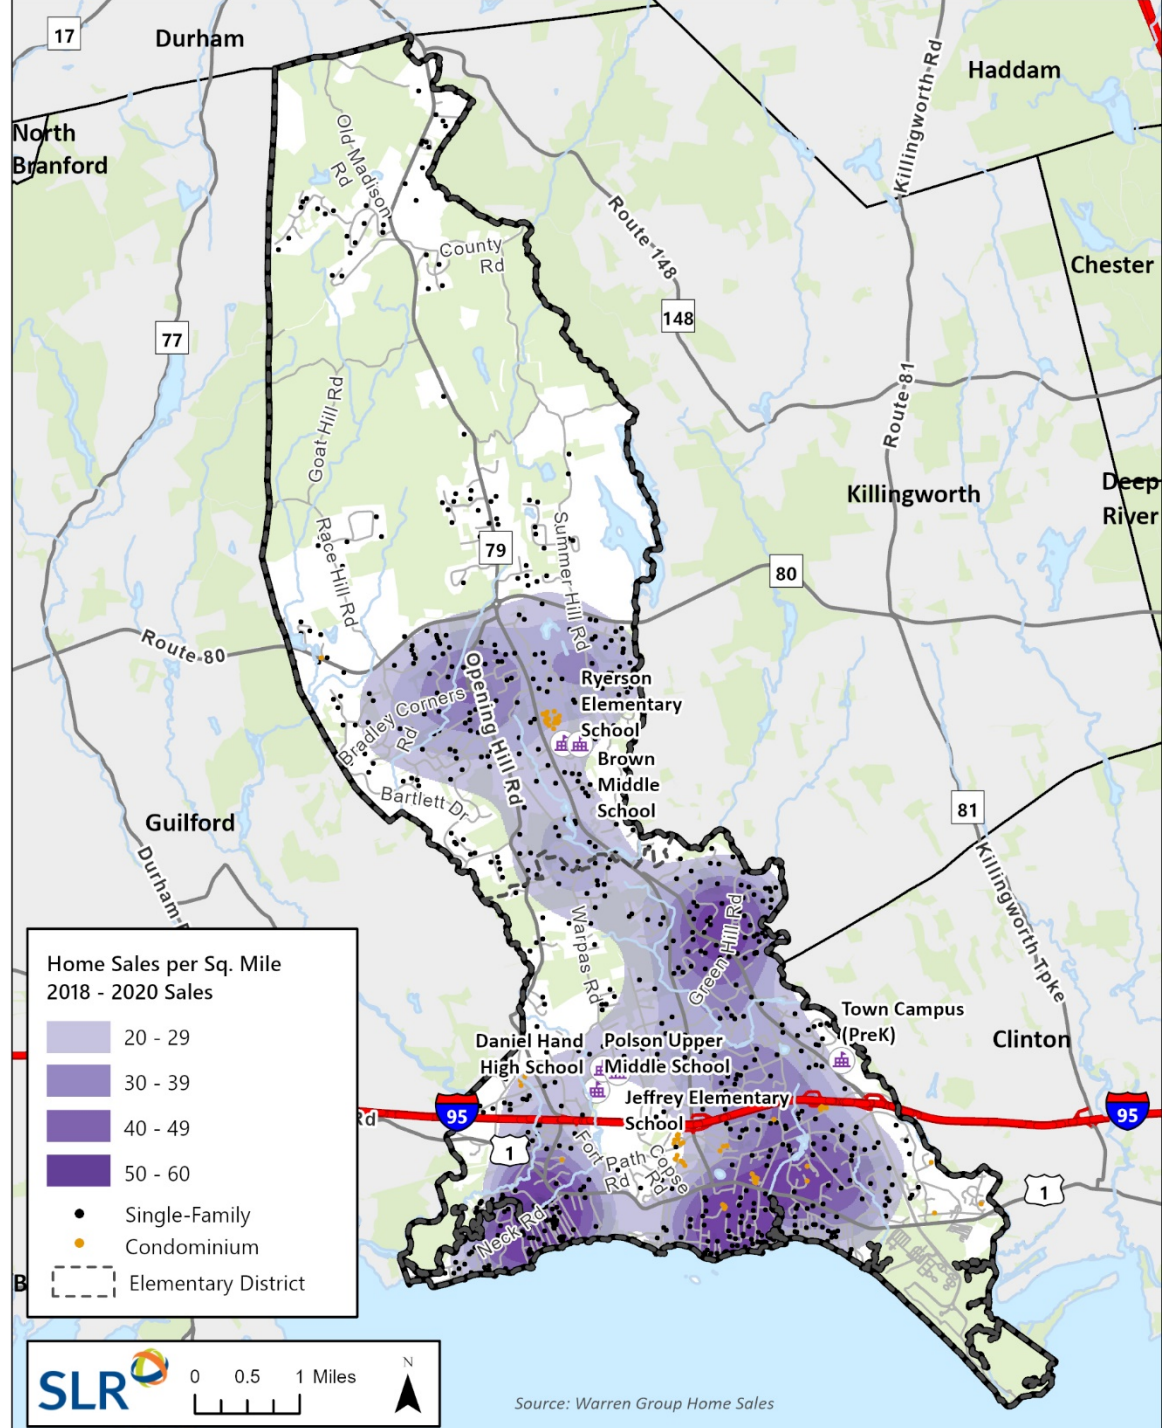 17
Durham
Haddam
Killingworth Rd
North
Branford
Old Madison
Rd
County
Rd
Route 148
Chester
148
77
Route 81
Goat Hill Rd
Killingworth
Deep
River
Race Hill Rd
79
Summer Hill Rd
80
Route 80
Opening Hill Rd
Ryerson
Elementary
School
Bradley Corners
Rd
Brown
Middle
School
Bartlett Dr
81
Guilford
Durham
Killingworth Tpke
Green Hill Rd
Warpas Rd
Home Sales per Sq. Mile
2018 - 2020 Sales
20 - 29
30 - 39
40 - 49
50 - 60
Single-Family
Condominium
Elementary District
Town Campus
(PreK)
Clinton
Daniel Hand
High School
Polson Upper
Middle School
Jeffrey Elementary
School
95
Rd
95
1
Fort
Path
Rd
Copse
Rd
1
Neck Rd
B
SLR
0 0.5 1 Miles
N
Source: Warren Group Home Sales